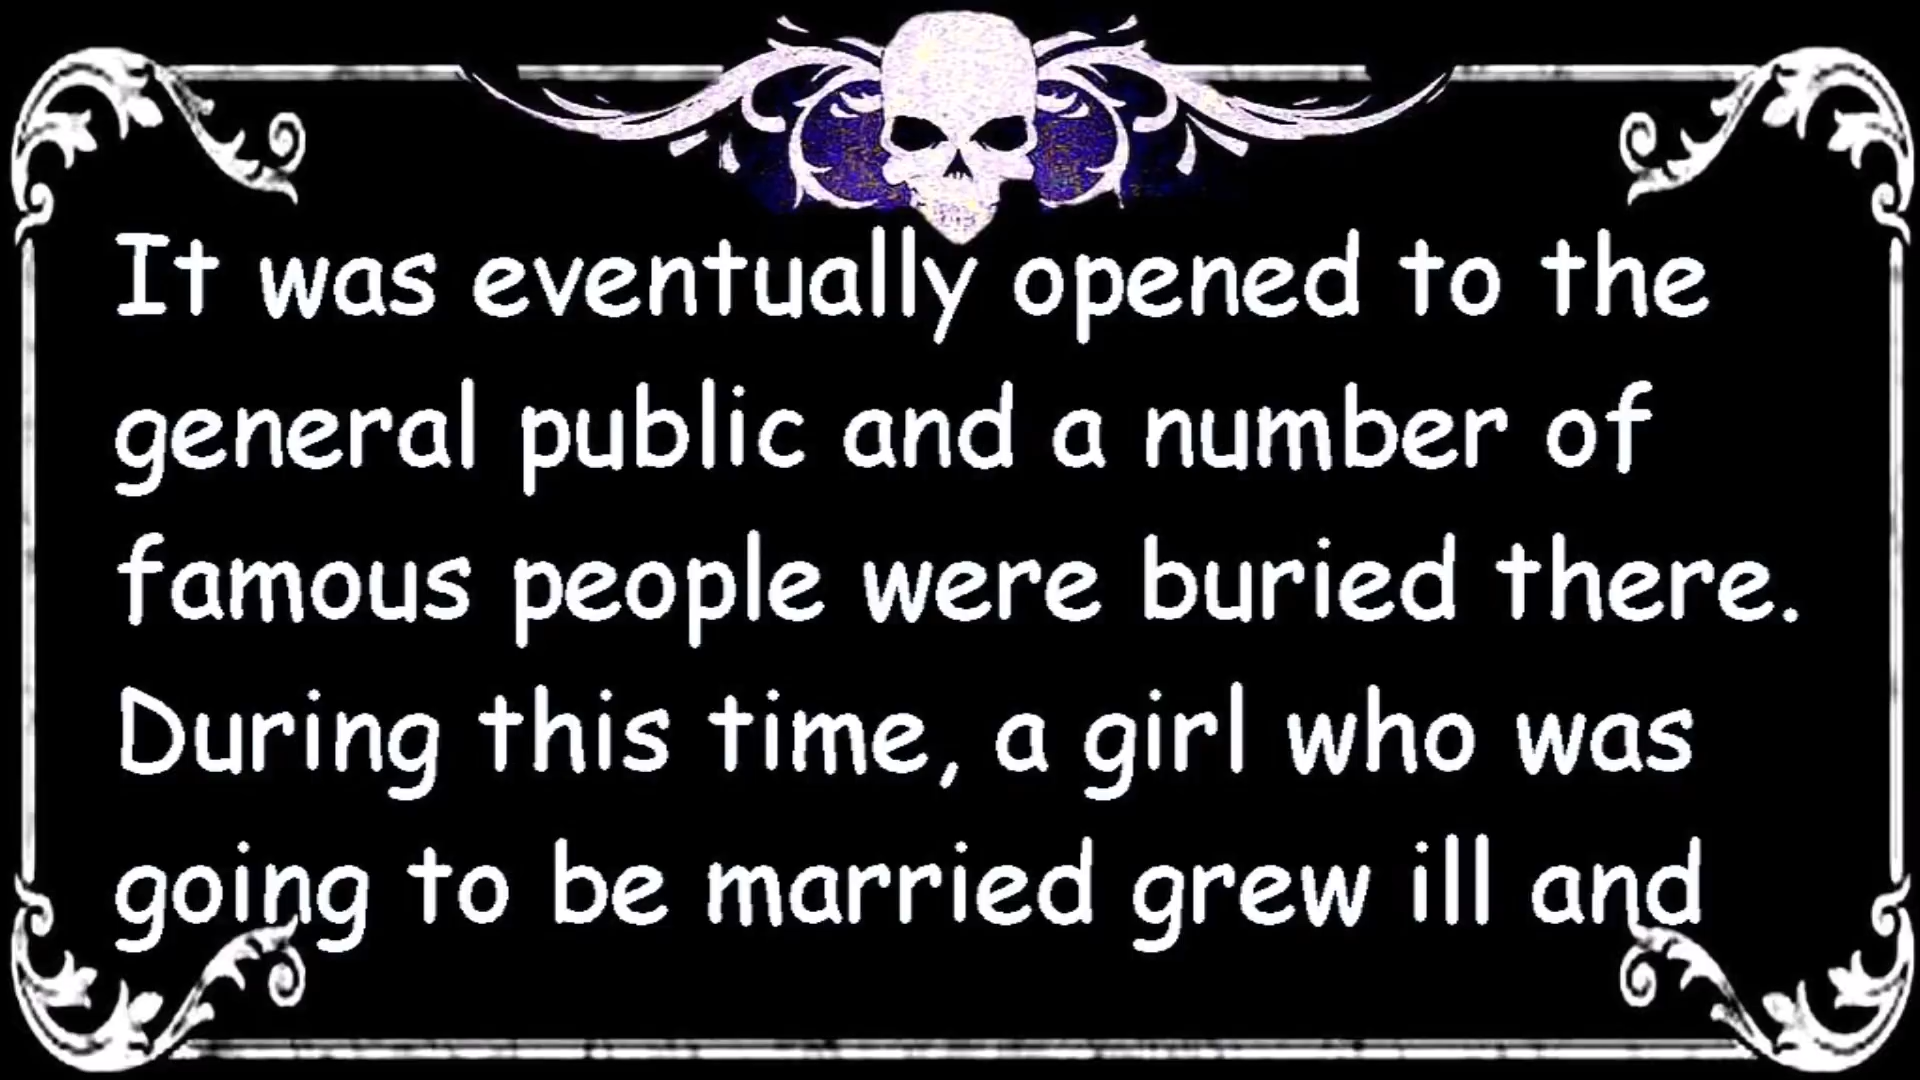 It was eventually opened to the
general public and a number of
famous people were buried there.
During this time, a girl who was
going to be married grew ill and